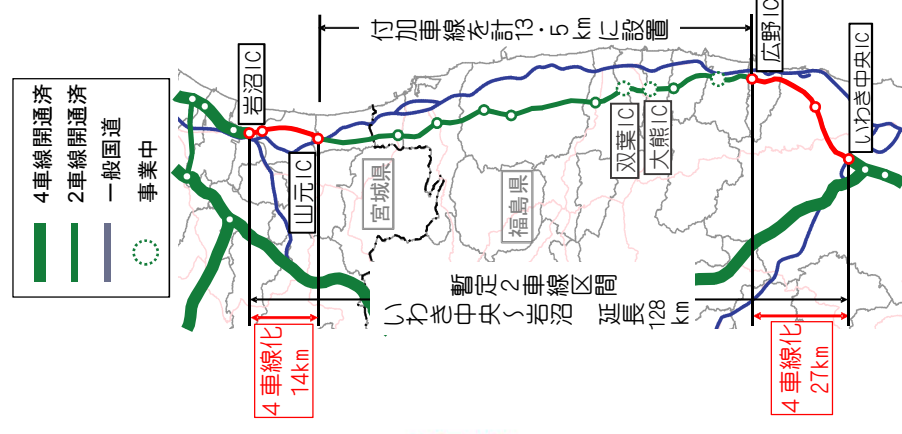 4車線開通済
2車線開通済
一般国道
事業中
付加車線を計13・5kmに設置
岩沼IC
山元IC
宮城県
福島県
双葉IC
大熊IC
広野IC
いわき中央IC
暫定2車線区間
いわき中央~岩沼 延長128km
4車線化
14km
4車線化
27km